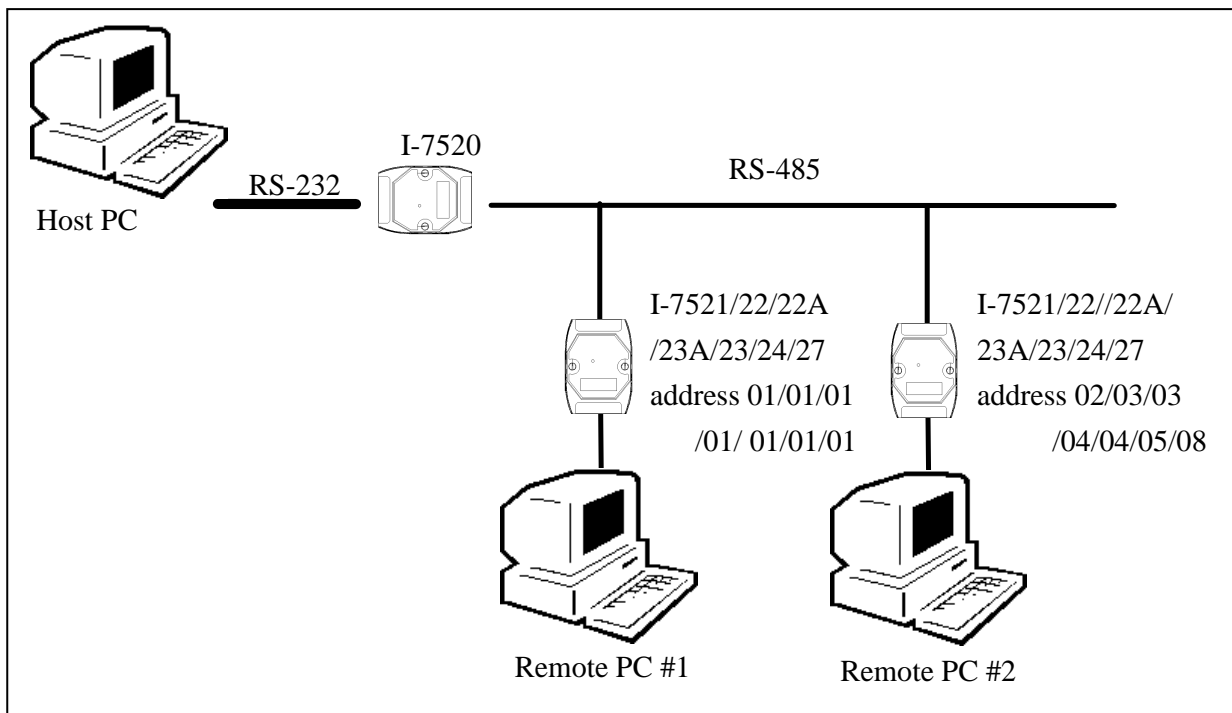 I-7520
RS-232
RS-485
Host PC
I-7521/22/22A
/23A/23/24/27
address 01/01/01
/01/ 01/01/01
I-7521/22//22A/
23A/23/24/27
address 02/03/03
/04/04/05/08
Remote PC #1
Remote PC #2